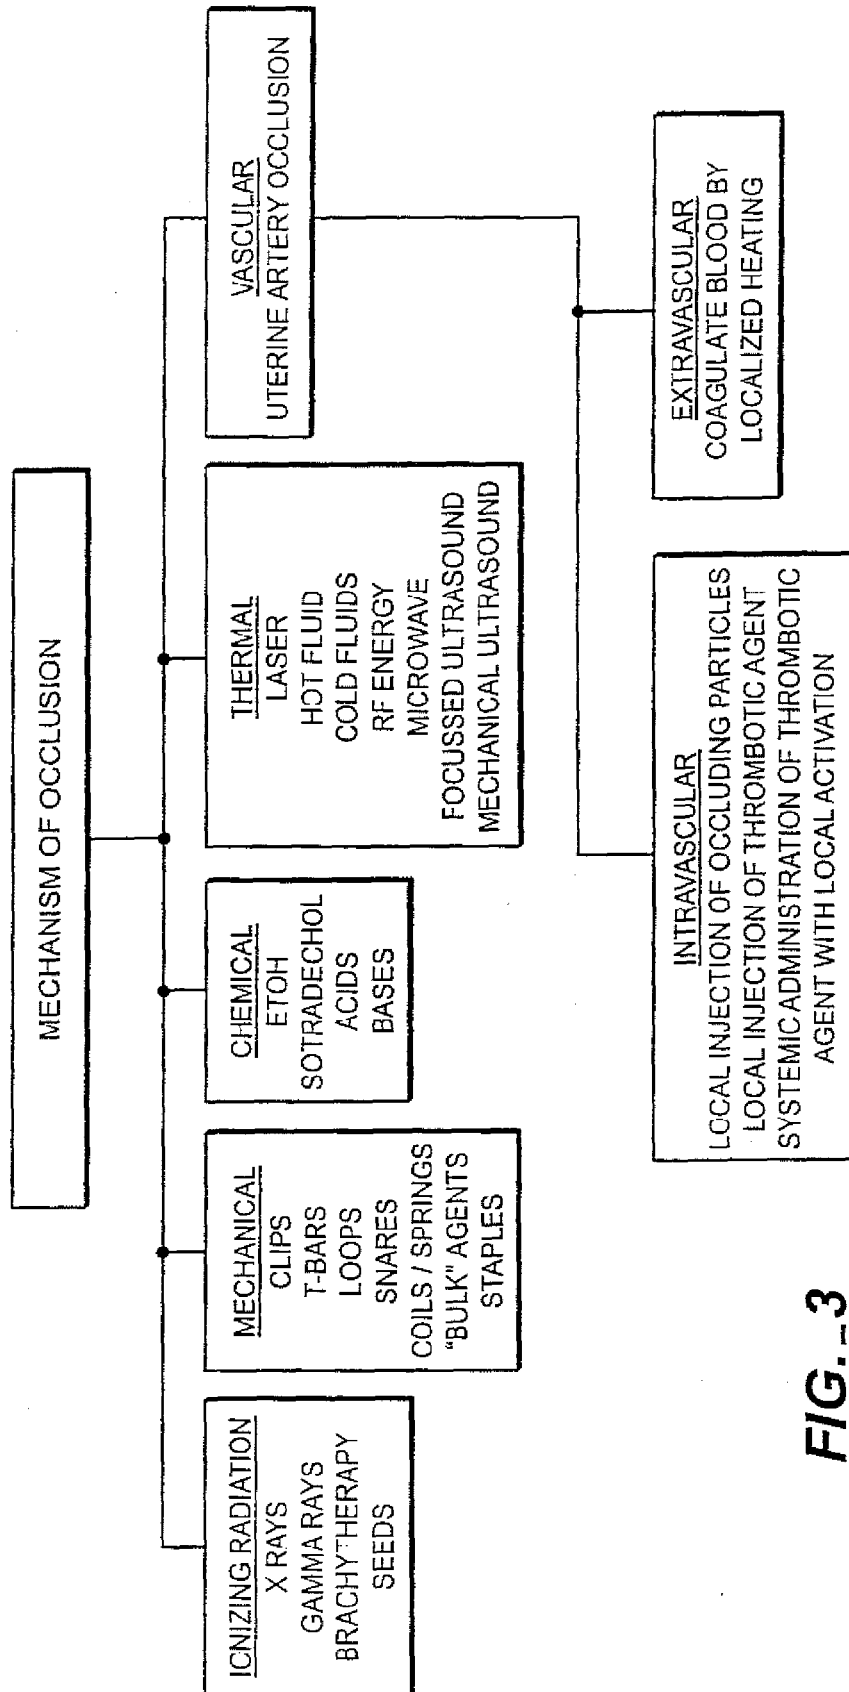 MECHANISM OF OCCLUSION
ICNIZING RADIATION
X RAYS
GAMMA RAYS
BRACHYTHERAPY
SEEDS
MECHANICAL
CLIPS
T-BARS
LOOPS
SNARES
COILS / SPRINGS
"BULK" AGENTS
STAPLES
CHEMICAL
ETOH
SOTRADECHOL
ACIDS
BASES
THERMAL
LASER
HOT FLUID
COLD FLUIDS
RF ENERGY
MICROWAVE
FOCUSSED ULTRASOUND
MECHANICAL ULTRASOUND
VASCULAR
UTERINE ARTERY OCCLUSION
INTRAVASCULAR
LOCAL INJECTION OF OCCLUDING PARTICLES
LOCAL INJECTION OF THROMBOTIC AGENT
SYSTEMIC ADMINISTRATION OF THROMBOTIC
AGENT WITH LOCAL ACTIVATION
EXTRAVASCULAR
COAGULATE BLOOD BY
LOCALIZED HEATING
FIG._3